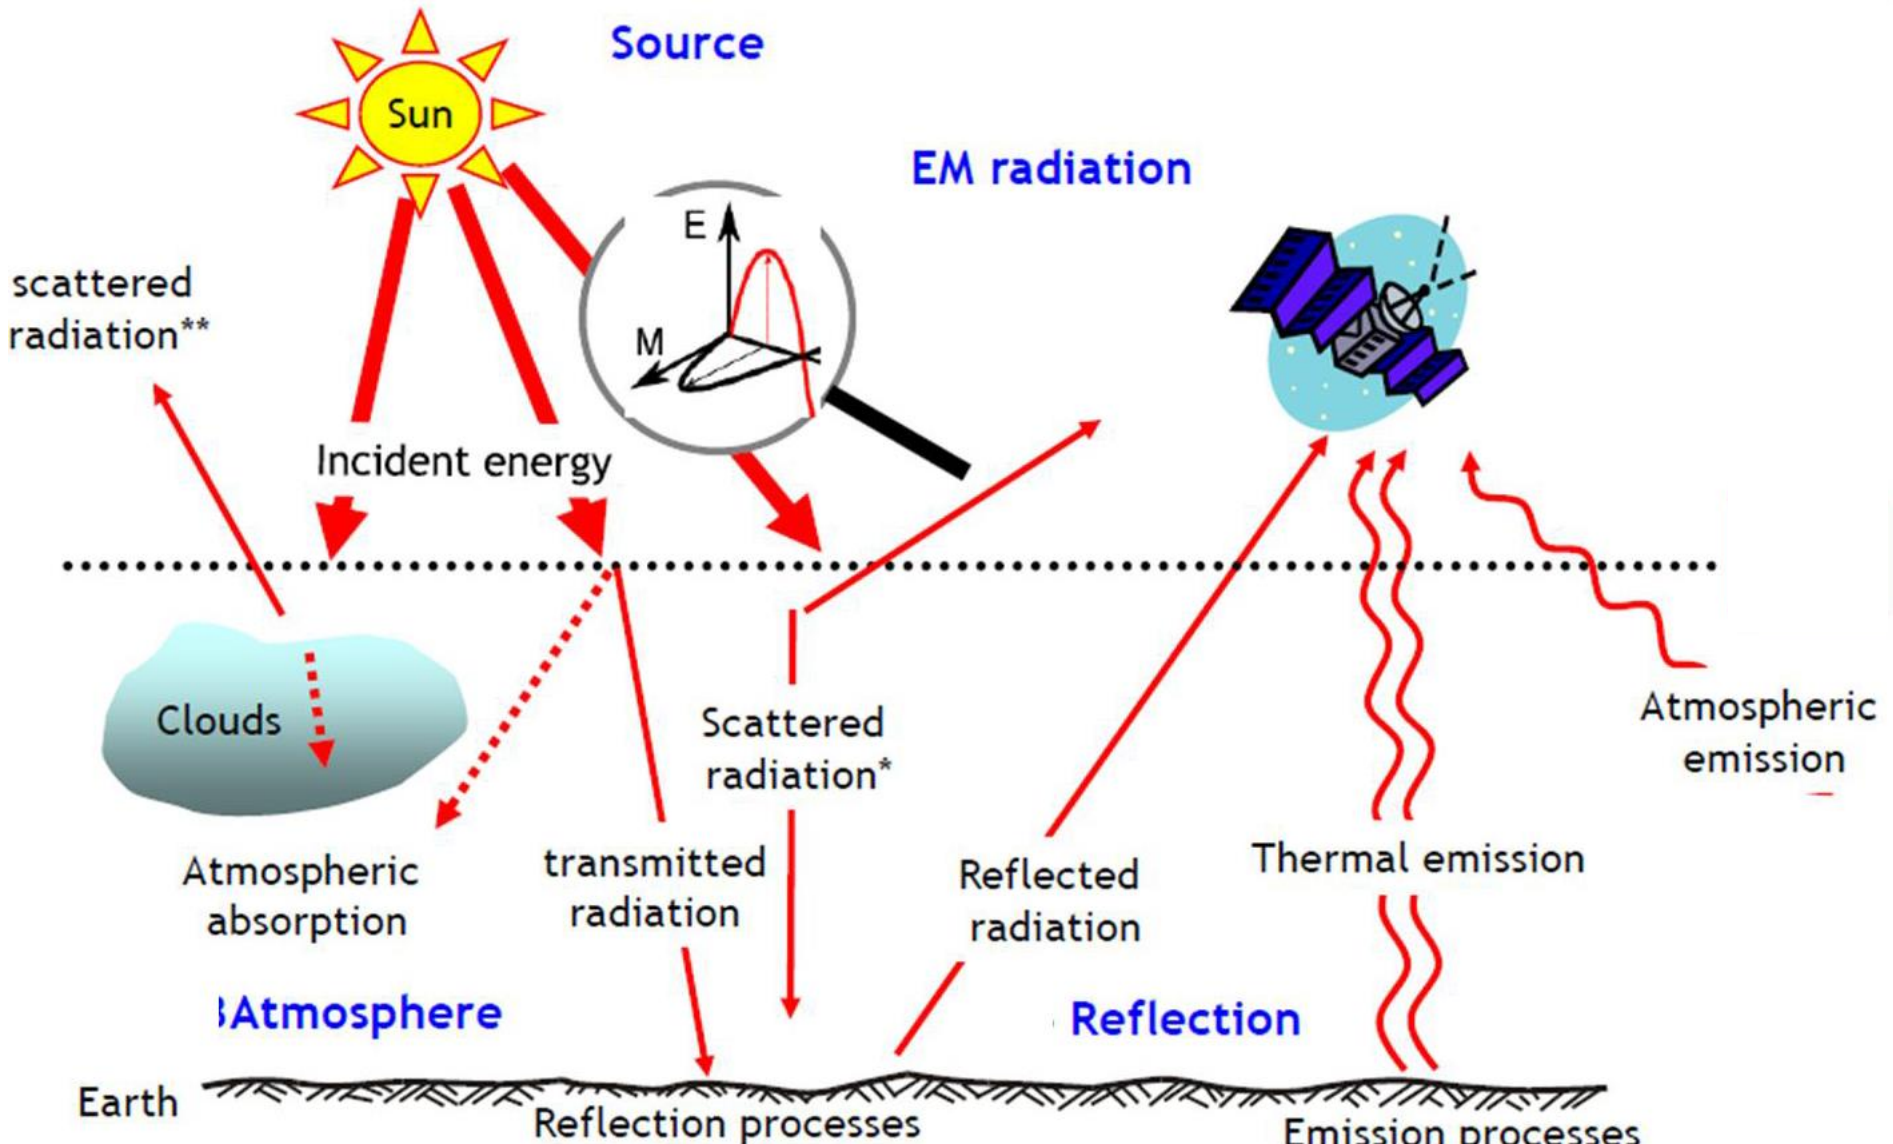 Source
Sun
EM radiation
E
M
scattered
radiation**
Incident energy
Clouds
Scattered
radiation*
Atmospheric
emission
Atmospheric
absorption
transmitted
radiation
Reflected
radiation
Thermal emission
Atmosphere
Reflection
Earth
Reflection processes
Emission processes